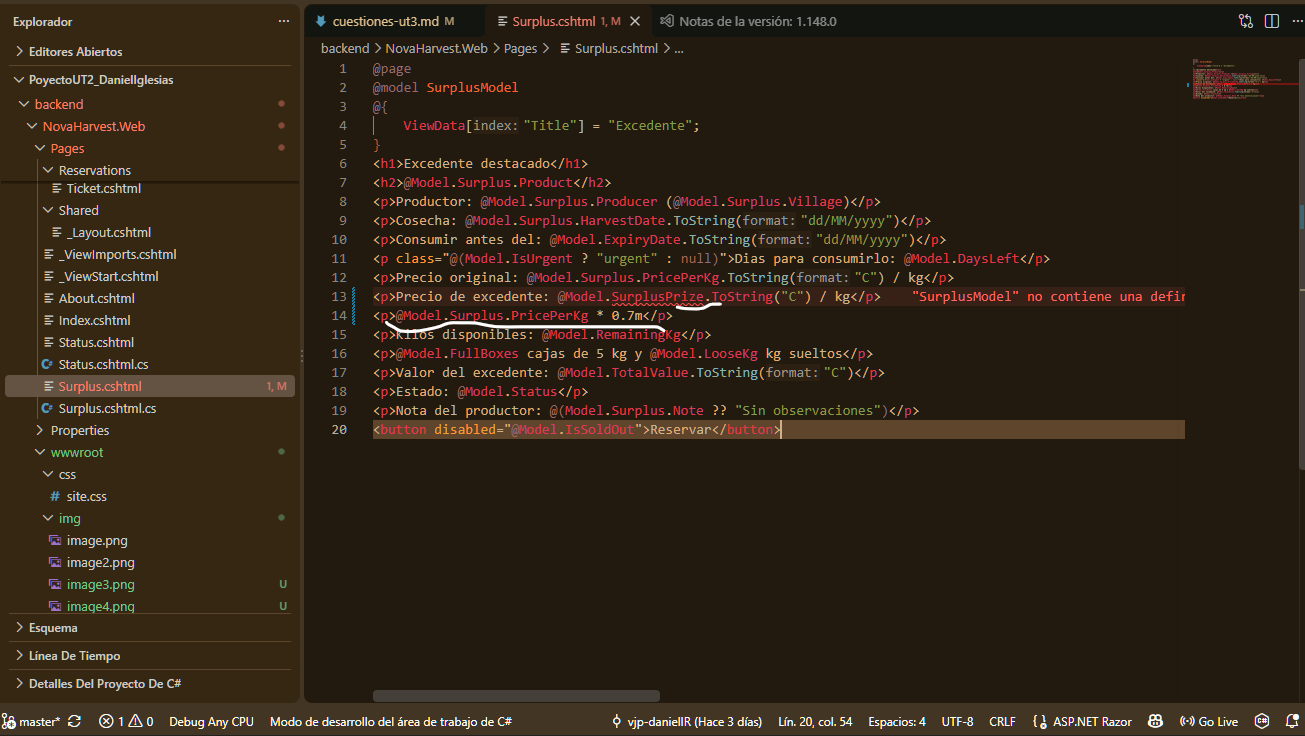 Explorador
Editores Abiertos
PoyectoUT2_DanielIglesias
backend
NovaHarvest.Web
Pages
Reservations
Ticket.cshtml
Shared
_Layout.cshtml
_ViewImports.cshtml
_ViewStart.cshtml
About.cshtml
Index.cshtml
Status.cshtml
Status.cshtml.cs
Surplus.cshtml 1, M
Surplus.cshtml.cs
Properties
wwwroot
css
# site.css
img
image.png
image2.png
image3.png U
image4.png U
Esquema
Línea De Tiempo
Detalles Del Proyecto De C#
cuestiones-ut3.md M
Surplus.cshtml 1, M
Notas de la versión: 1.148.0
backend > NovaHarvest.Web > Pages > Surplus.cshtml > ...
1 @page
2 @model SurplusModel
3 @{
4 ViewData[index: "Title"] = "Excedente";
5 }
6 <h1>Excedente destacado</h1>
7 <h2>@Model.Surplus.Product</h2>
8 <p>Productor: @Model.Surplus.Producer (@Model.Surplus.Village)</p>
9 <p>Cosecha: @Model.Surplus.HarvestDate.ToString(format: "dd/MM/yyyy")</p>
10 <p>Consumir antes del: @Model.ExpiryDate.ToString(format: "dd/MM/yyyy")</p>
11 <p class="@(Model.IsUrgent ? "urgent" : null)">Dias para consumirlo: @Model.DaysLeft</p>
12 <p>Precio original: @Model.Surplus.PricePerKg.ToString(format: "C") / kg</p>
13 <p>Precio de excedente: @Model.SurplusPrize.ToString("C") / kg</p> "SurplusModel" no contiene una defin
14 <p>@Model.Surplus.PricePerKg * 0.7m</p>
15 <p>Kilos disponibles: @Model.RemainingKg</p>
16 <p>@Model.FullBoxes cajas de 5 kg y @Model.LooseKg kg sueltos</p>
17 <p>Valor del excedente: @Model.TotalValue.ToString(format: "C")</p>
18 <p>Estado: @Model.Status</p>
19 <p>Nota del productor: @(Model.Surplus.Note ?? "Sin observaciones")</p>
20 <button disabled="@Model.IsSoldOut">Reservar</button>
master* 1 0 Debug Any CPU Modo de desarrollo del área de trabajo de C# vjp-danielIR (Hace 3 días) Lín. 20, col. 54 Espacios: 4 UTF-8 CRLF ASP.NET Razor Go Live